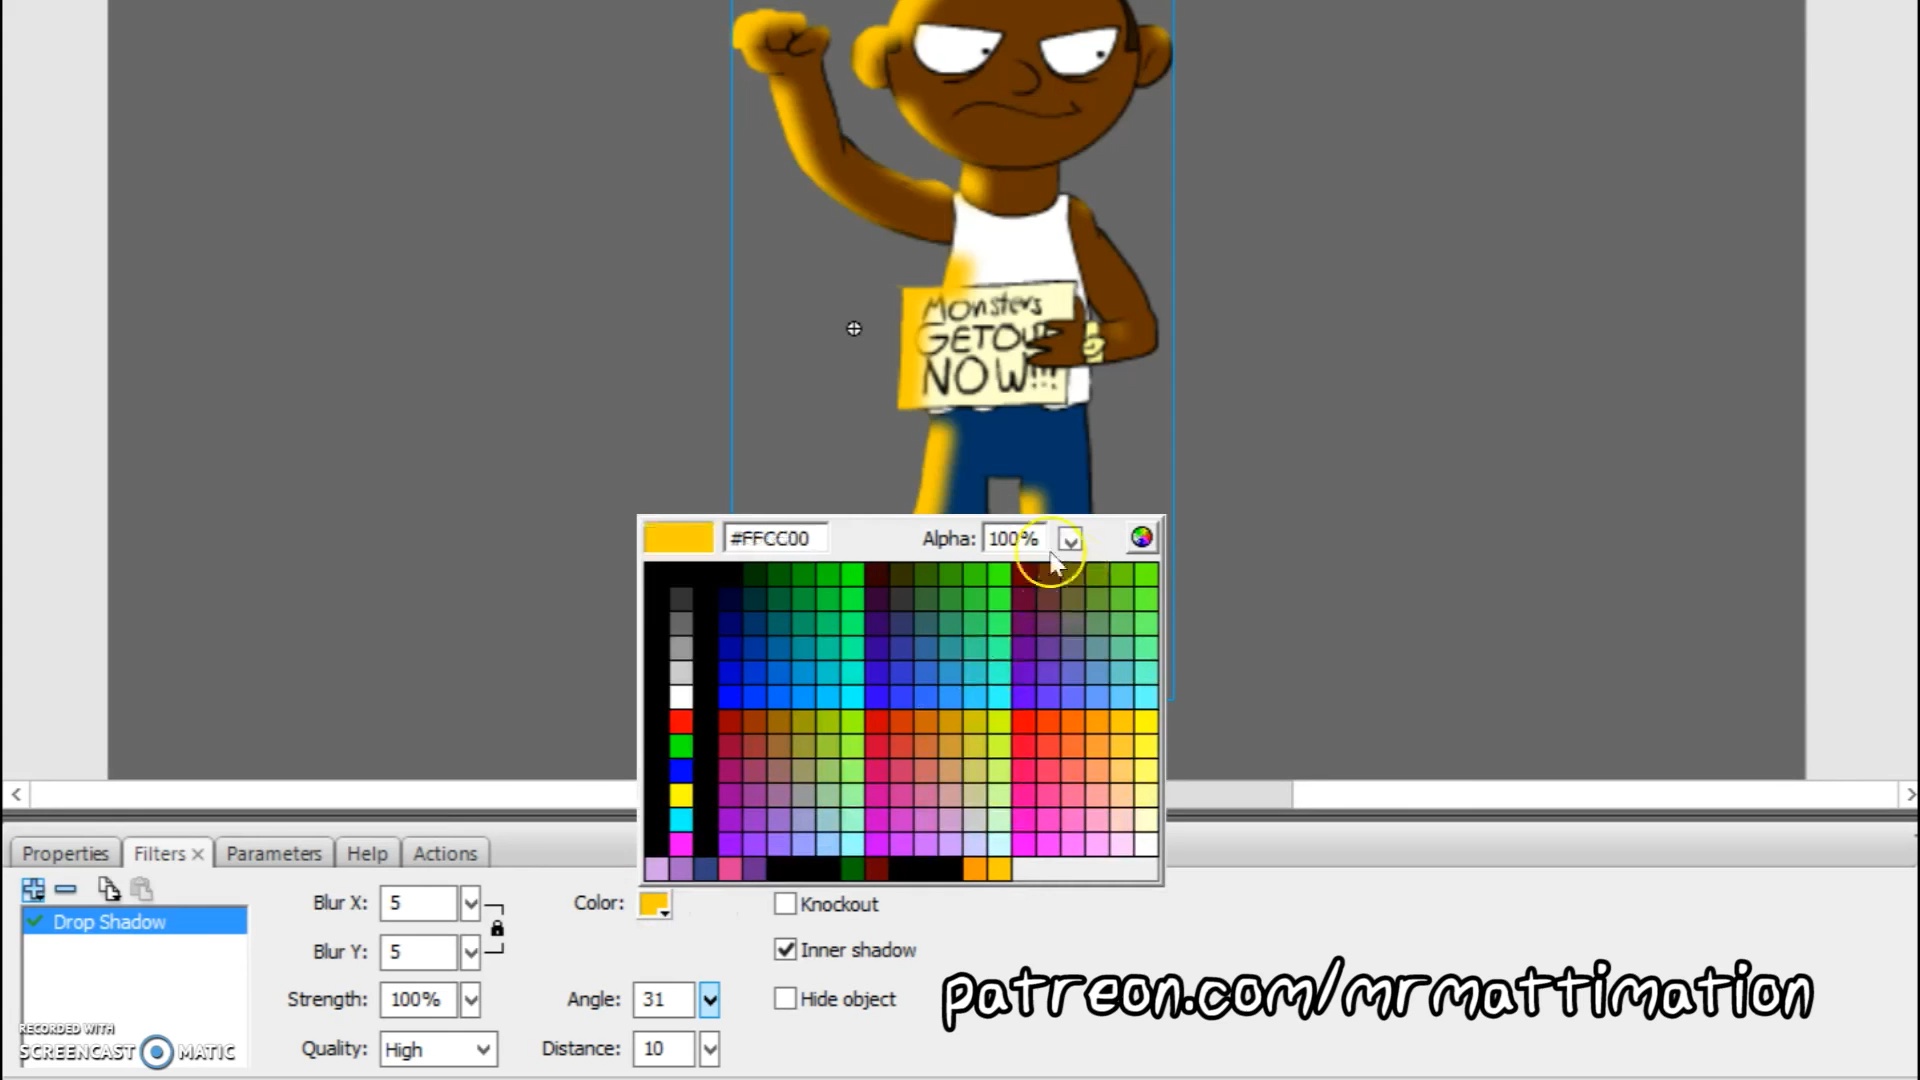 Monsters
GETOU
NOW!!!
#FFCC00 Alpha: 100%
Properties Filters Parameters Help Actions
Drop Shadow
Blur X: 5 Color: Knockout
Blur Y: 5 Inner shadow
Strength: 100% Angle: 31 Hide object
Quality: High Distance: 10
patreon.com/mrmattimation
RECORDED WITH
SCREENCAST MATIC